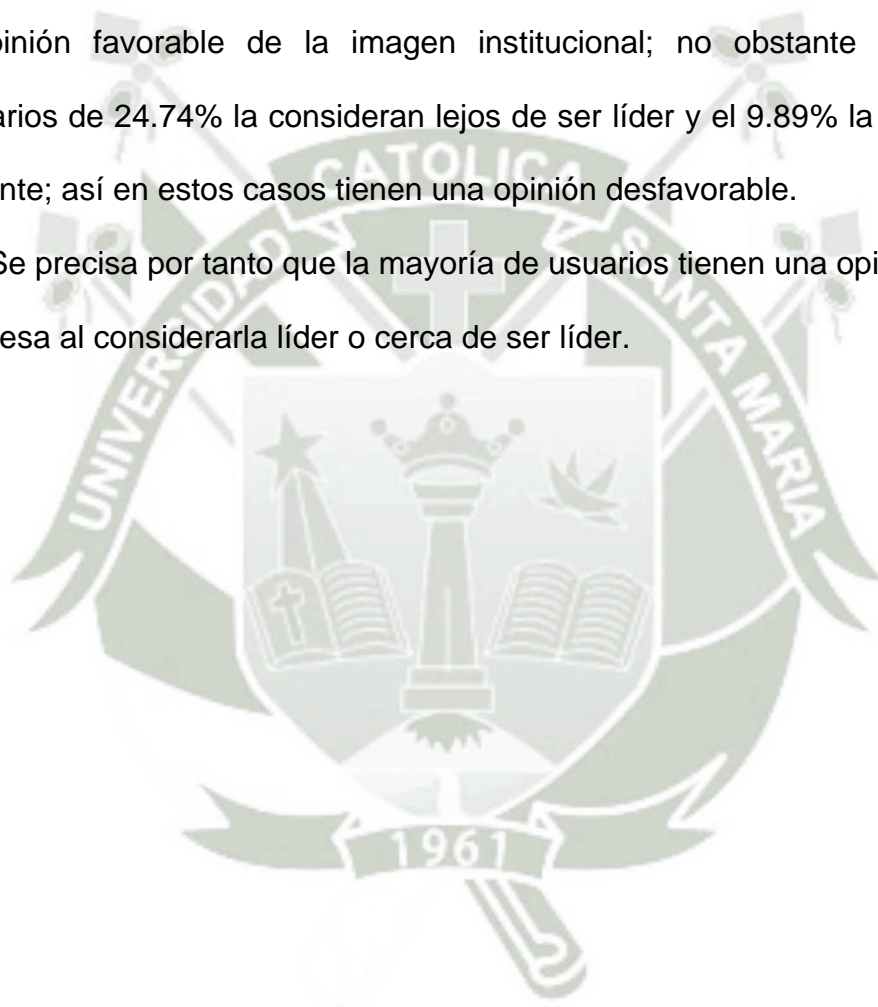 pinión favorable de la imagen institucional; no obstante
arios de 24.74% la consideran lejos de ser líder y el 9.89% la
nte; así en estos casos tienen una opinión desfavorable.
Se precisa por tanto que la mayoría de usuarios tienen una opi
esa al considerarla líder o cerca de ser líder.
UNIVERSIDAD CATOLICA SANTA MARIA
1961